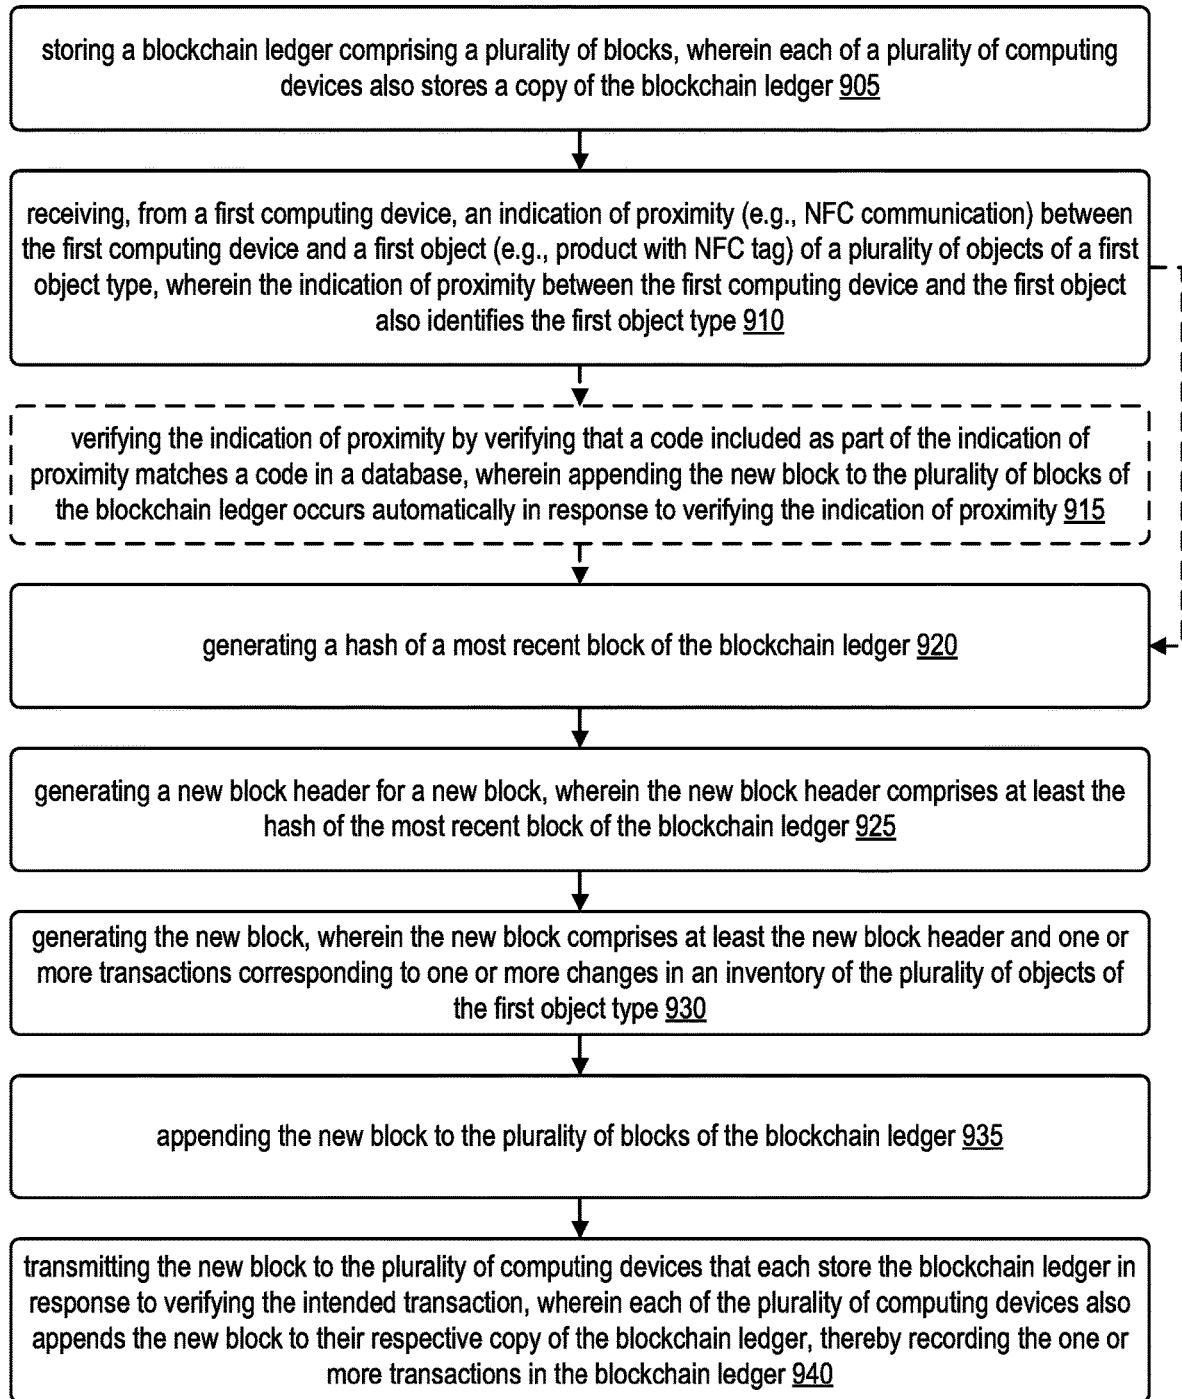 storing a blockchain ledger comprising a plurality of blocks, wherein each of a plurality of computing
devices also stores a copy of the blockchain ledger 905
receiving, from a first computing device, an indication of proximity (e.g., NFC communication) between
the first computing device and a first object (e.g., product with NFC tag) of a plurality of objects of a first
object type, wherein the indication of proximity between the first computing device and the first object
also identifies the first object type 910
verifying the indication of proximity by verifying that a code included as part of the indication of
proximity matches a code in a database, wherein appending the new block to the plurality of blocks of
the blockchain ledger occurs automatically in response to verifying the indication of proximity 915
generating a hash of a most recent block of the blockchain ledger 920
generating a new block header for a new block, wherein the new block header comprises at least the
hash of the most recent block of the blockchain ledger 925
generating the new block, wherein the new block comprises at least the new block header and one or
more transactions corresponding to one or more changes in an inventory of the plurality of objects of
the first object type 930
appending the new block to the plurality of blocks of the blockchain ledger 935
transmitting the new block to the plurality of computing devices that each store the blockchain ledger in
response to verifying the intended transaction, wherein each of the plurality of computing devices also
appends the new block to their respective copy of the blockchain ledger, thereby recording the one or
more transactions in the blockchain ledger 940